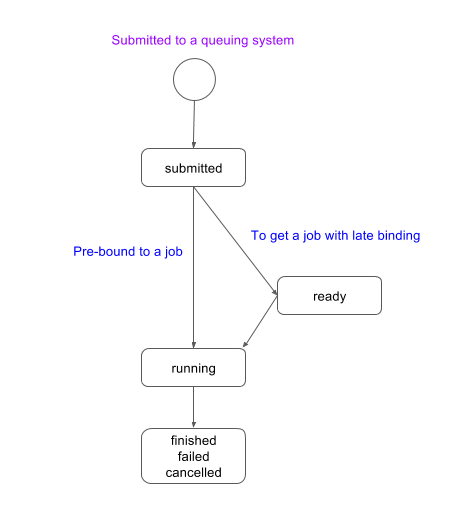 Submitted to a queuing system
submitted
To get a job with late binding
Pre-bound to a job
ready
running
finished
failed
cancelled